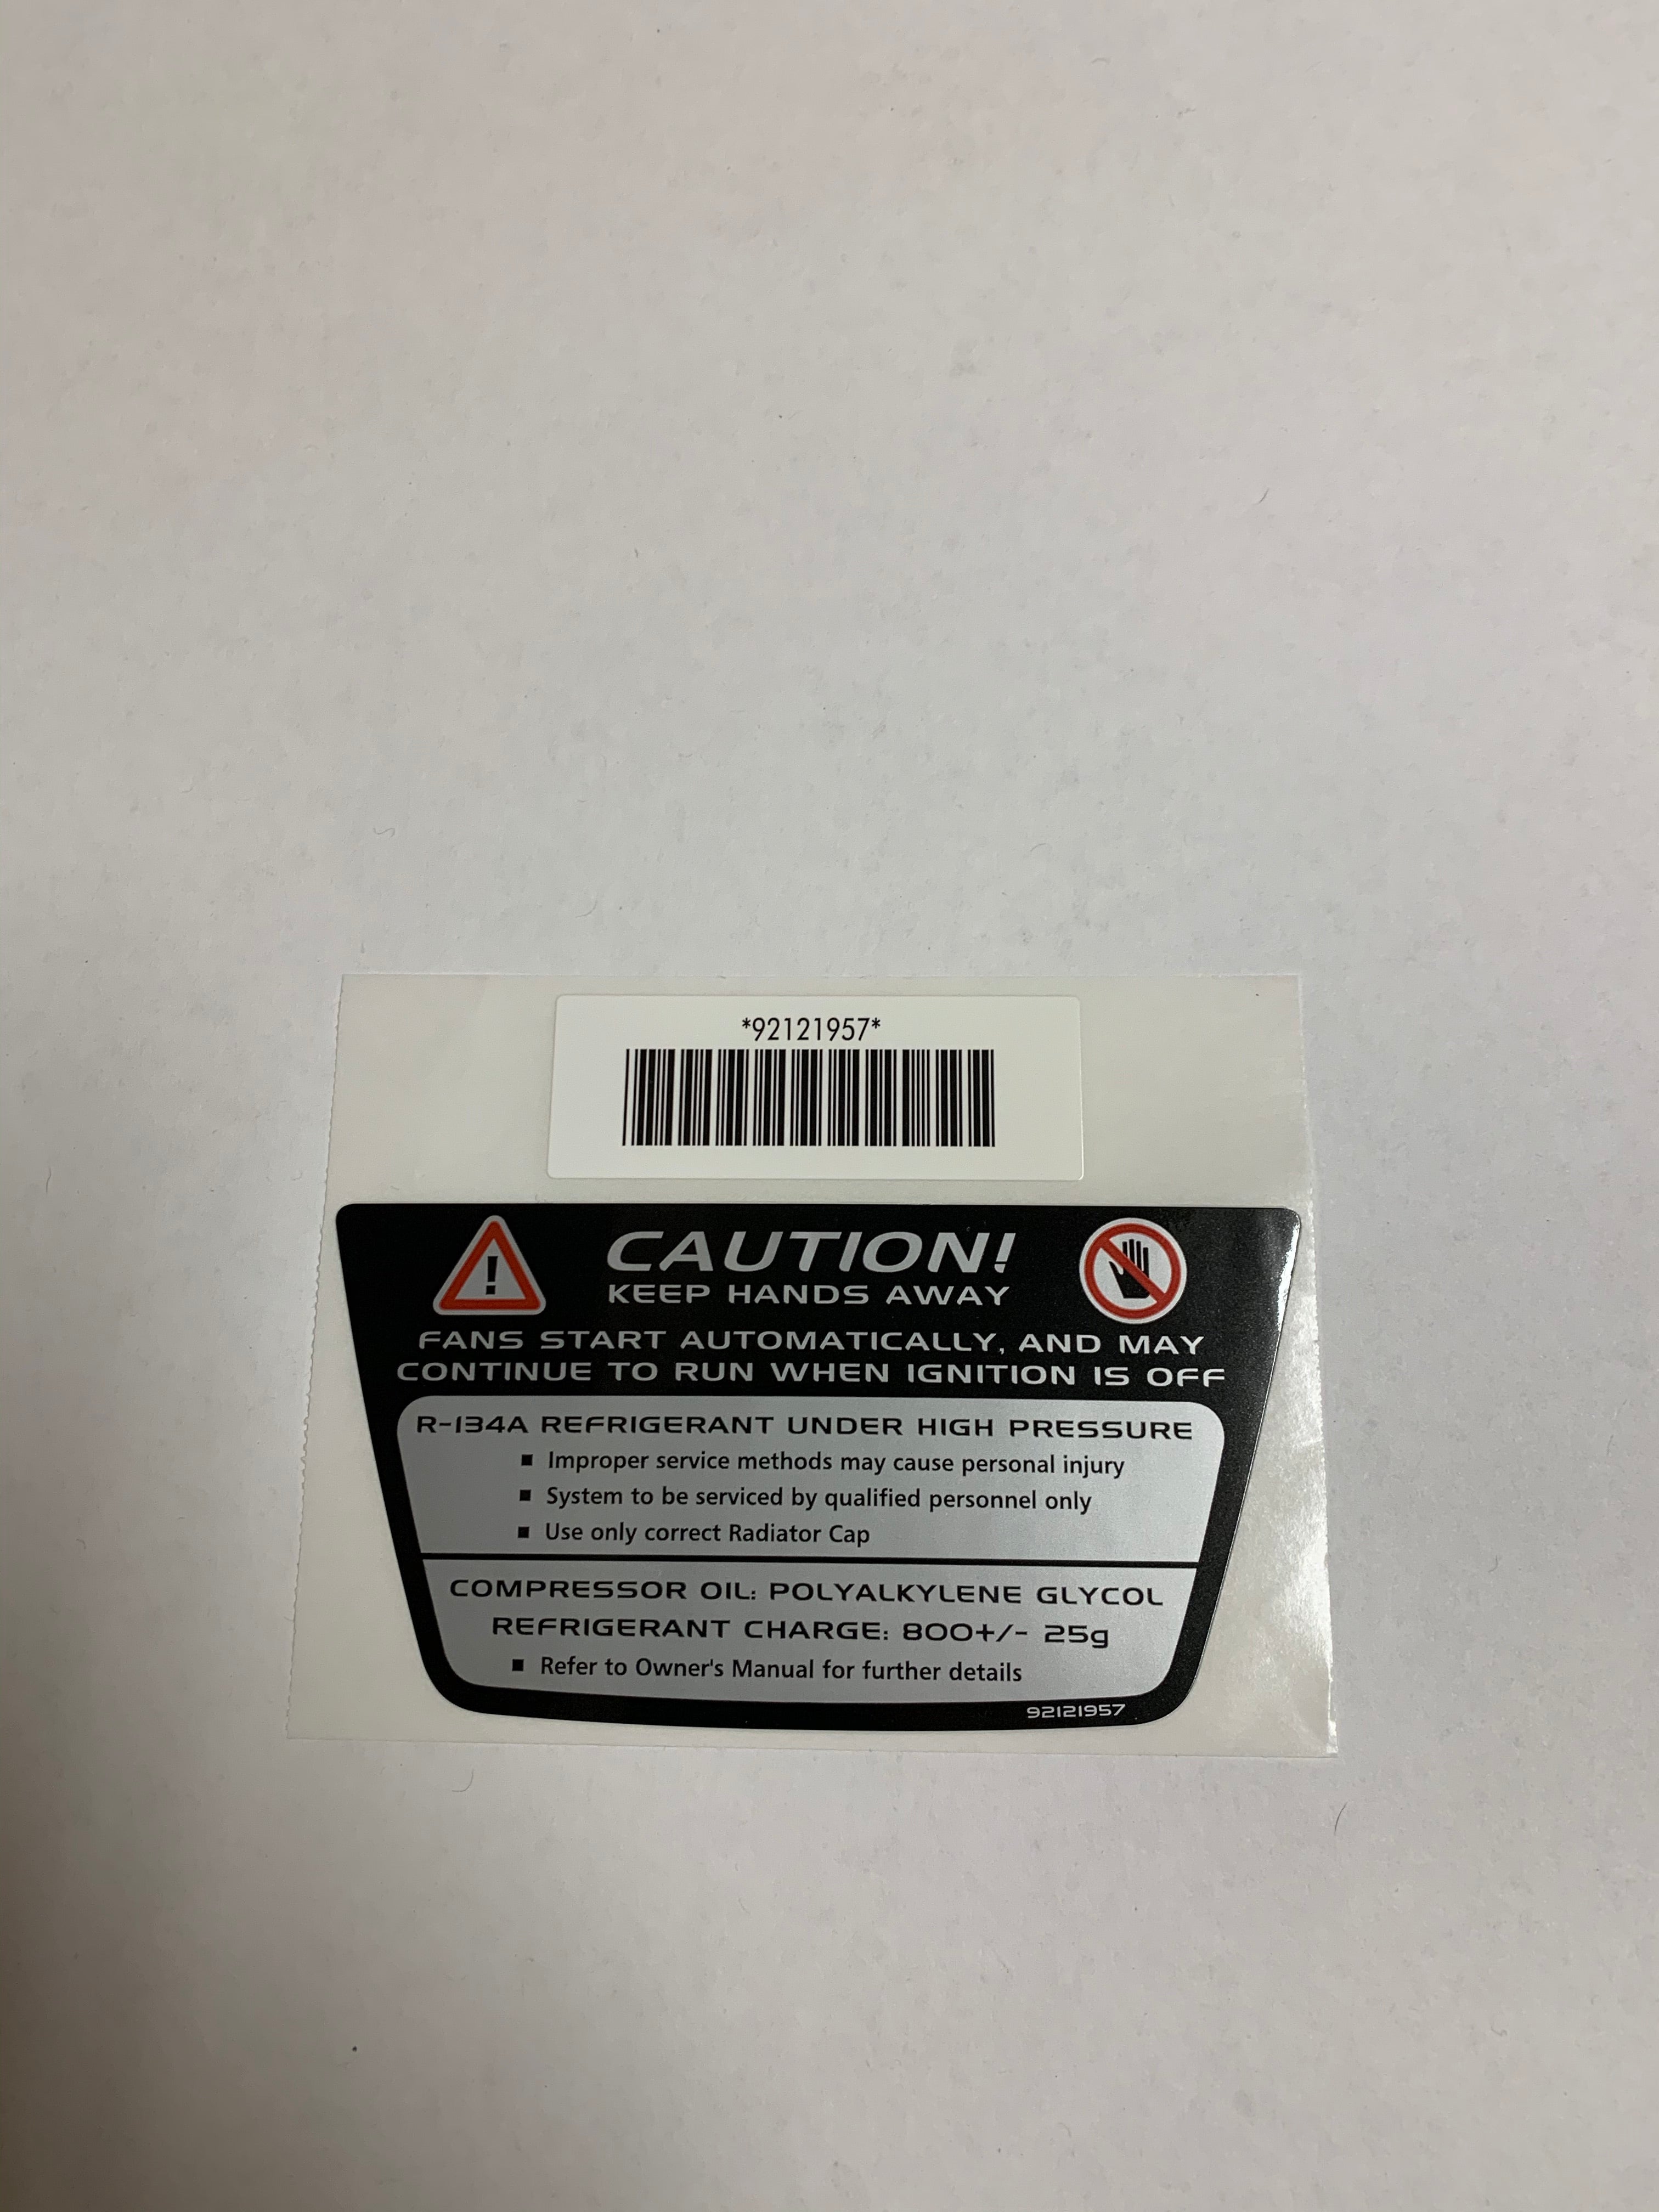 *92121957*
!
CAUTION!
KEEP HANDS AWAY
FANS START AUTOMATICALLY, AND MAY
CONTINUE TO RUN WHEN IGNITION IS OFF
R-134A REFRIGERANT UNDER HIGH PRESSURE
▪ Improper service methods may cause personal injury
▪ System to be serviced by qualified personnel only
▪ Use only correct Radiator Cap
COMPRESSOR OIL: POLYALKYLENE GLYCOL
REFRIGERANT CHARGE: 800+/- 25g
▪ Refer to Owner's Manual for further details
92121957